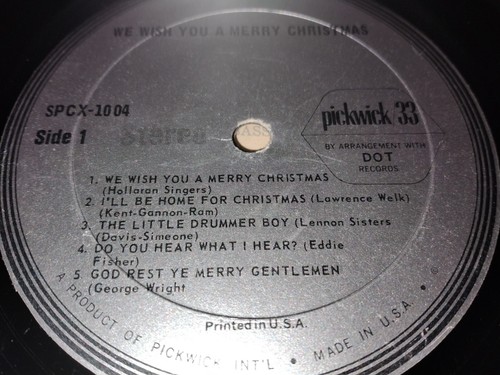 WE WISH YOU A MERRY CHRISTMAS
SPCX-1004
Side 1
Stereo
pickwick 33
BY ARRANGEMENT WITH
DOT
RECORDS
1. WE WISH YOU A MERRY CHRISTMAS
(Holloran Singers)
2. I'LL BE HOME FOR CHRISTMAS (Lawrence Welk)
(Kent-Gannon-Ram)
3. THE LITTLE DRUMMER BOY (Lennon Sisters
(Davis-Simeone)
4. DO YOU HEAR WHAT I HEAR? (Eddie
Fisher)
5 GOD REST YE MERRY GENTLEMEN
(George Wright
Printed in U.S.A.
A PRODUCT OF PICKWICK INT'L • MADE IN U.S.A.